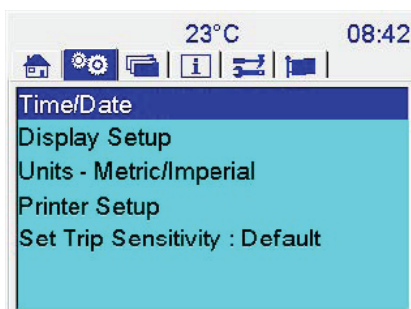 23°C 08:42
i
Time/Date
Display Setup
Units - Metric/Imperial
Printer Setup
Set Trip Sensitivity : Default